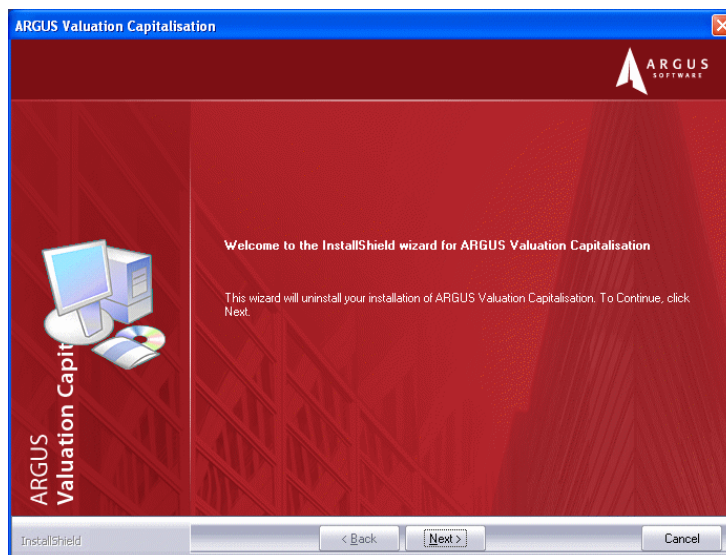 ARGUS Valuation Capitalisation
ARGUS
SOFTWARE
Welcome to the InstallShield wizard for ARGUS Valuation Capitalisation
This wizard will uninstall your installation of ARGUS Valuation Capitalisation. To Continue, click
Next.
ARGUS
Valuation Capit
InstallShield
< Back
Next >
Cancel